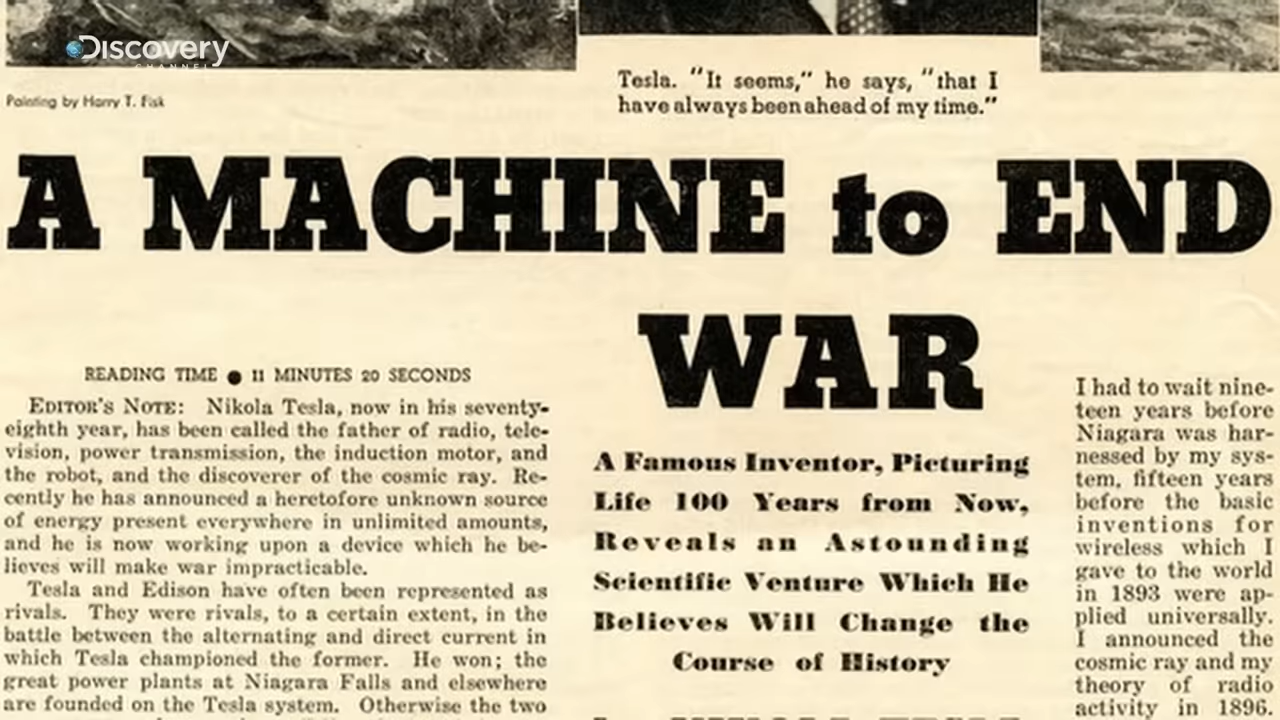 Discovery
CHANNEL
Painting by Harry T. Fisk
Tesla. "It seems," he says, "that I
have always been ahead of my time."
A MACHINE to END
WAR
READING TIME ● 11 MINUTES 20 SECONDS
EDITOR'S NOTE: Nikola Tesla, now in his seventy-
eighth year, has been called the father of radio, tele-
vision, power transmission, the induction motor, and
the robot, and the discoverer of the cosmic ray. Re-
cently he has announced a heretofore unknown source
of energy present everywhere in unlimited amounts,
and he is now working upon a device which he be-
lieves will make war impracticable.
Tesla and Edison have often been represented as
rivals. They were rivals, to a certain extent, in the
battle between the alternating and direct current in
which Tesla championed the former. He won; the
great power plants at Niagara Falls and elsewhere
are founded on the Tesla system. Otherwise the two
A Famous Inventor, Picturing
Life 100 Years from Now,
Reveals an Astounding
Scientific Venture Which He
Believes Will Change the
Course of History
I had to wait nine-
teen years before
Niagara was har-
nessed by my sys-
tem, fifteen years
before the basic
inventions for
wireless which I
gave to the world
in 1893 were ap-
plied universally.
I announced the
cosmic ray and my
theory of radio
activity in 1896.